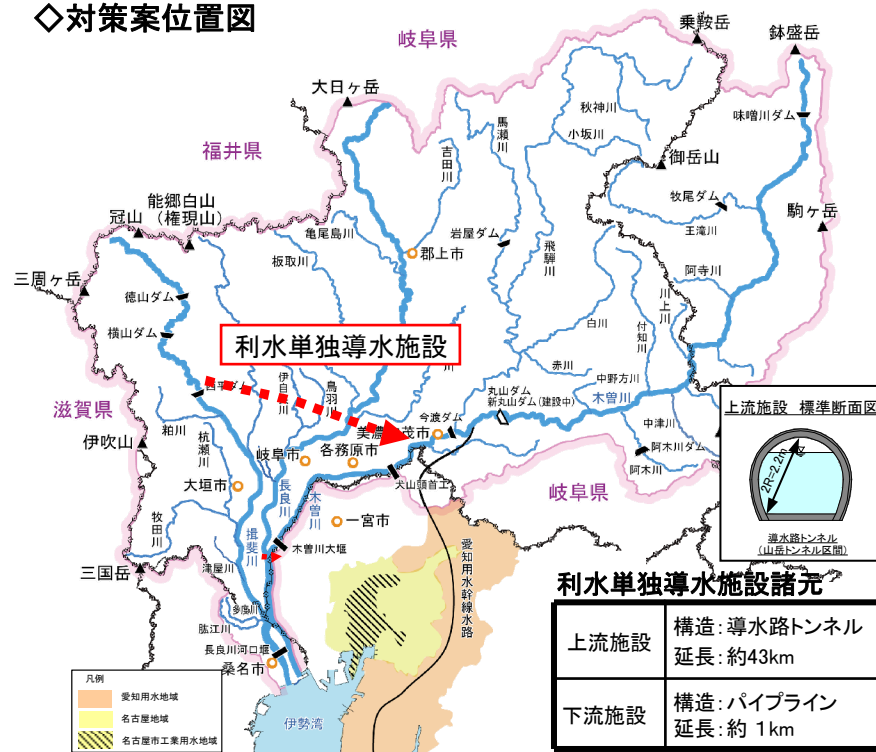 ◇対策案位置図
岐阜県
乗鞍岳
鉢盛岳
大日ヶ岳
秋神川
馬瀬川
小坂川
味噌川ダム
福井県
吉田川
御岳山
能郷白山
(権現山)
冠山
牧尾ダム
駒ヶ岳
亀尾島川
岩屋ダム
飛騨川
王滝川
板取川
郡上市
三周ヶ岳
阿寺川
徳山ダム
川上川
白川
付知川
横山ダム
利水単独導水施設
赤川
中野方川
丸山ダム
新丸山ダム(建設中)
木曽川
鳥羽川
滋賀県
今渡ダム
中津川
上流施設 標準断面図
粕川
伊吹山
杭瀬川
岐阜市
各務原市
阿木川ダム
2R=2.2m
阿木川
大垣市
長良川
木曽川
犬山頭首工
岐阜県
牧田川
一宮市
導水路トンネル
(山岳トンネル区間)
揖斐川
木曽川大堰
愛知用水幹線水路
三国岳
津屋川
利水単独導水施設諸元
多度川
肱江川
上流施設
構造:導水路トンネル
延長:約43km
長良川河口堰
桑名市
下流施設
構造:パイプライン
延長:約 1km
凡例
愛知用水地域
名古屋地域
名古屋市工業用水地域
伊勢湾